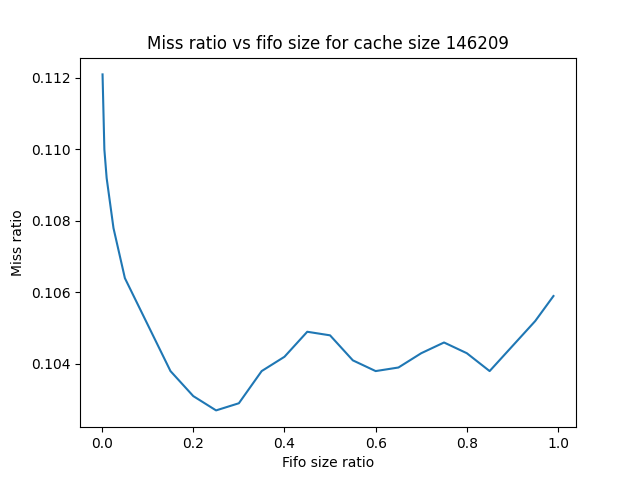 Miss ratio vs fifo size for cache size 146209
0.112
0.110
0.108
0.106
0.104
Miss ratio
0.0 0.2 0.4 0.6 0.8 1.0
Fifo size ratio